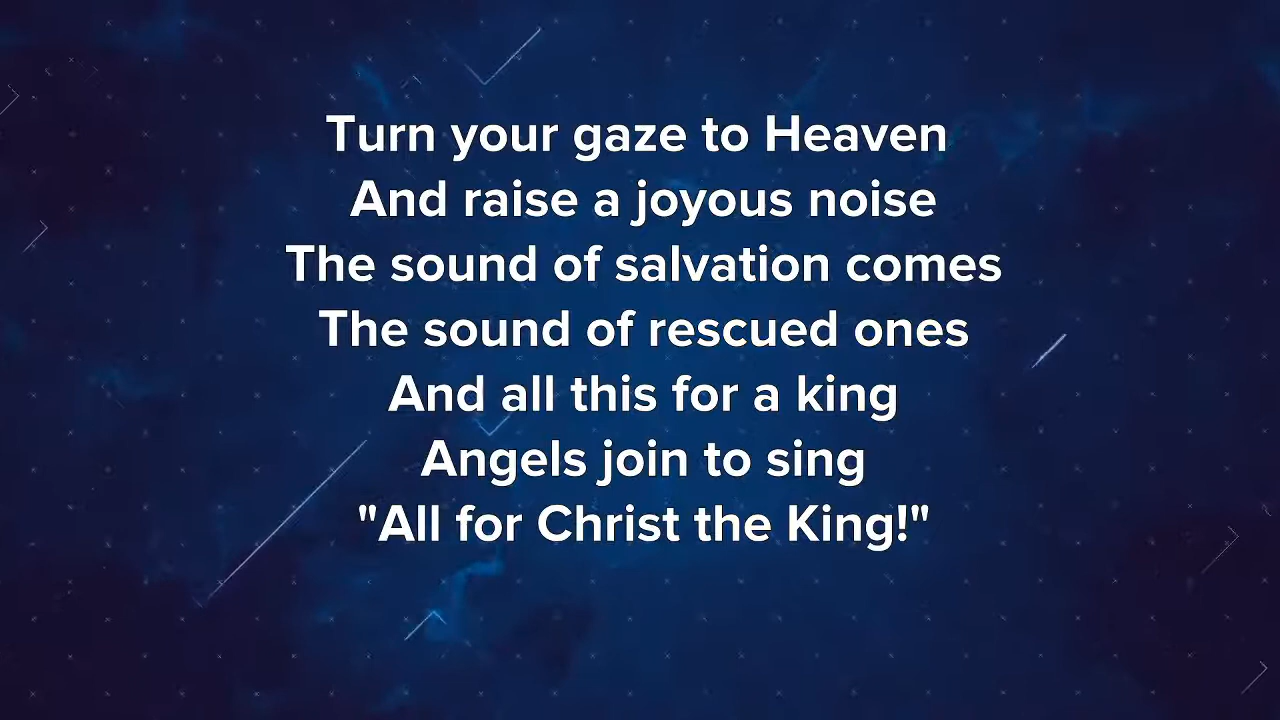 Turn your gaze to Heaven
And raise a joyous noise
The sound of salvation comes
The sound of rescued ones
And all this for a king
Angels join to sing
"All for Christ the King!"